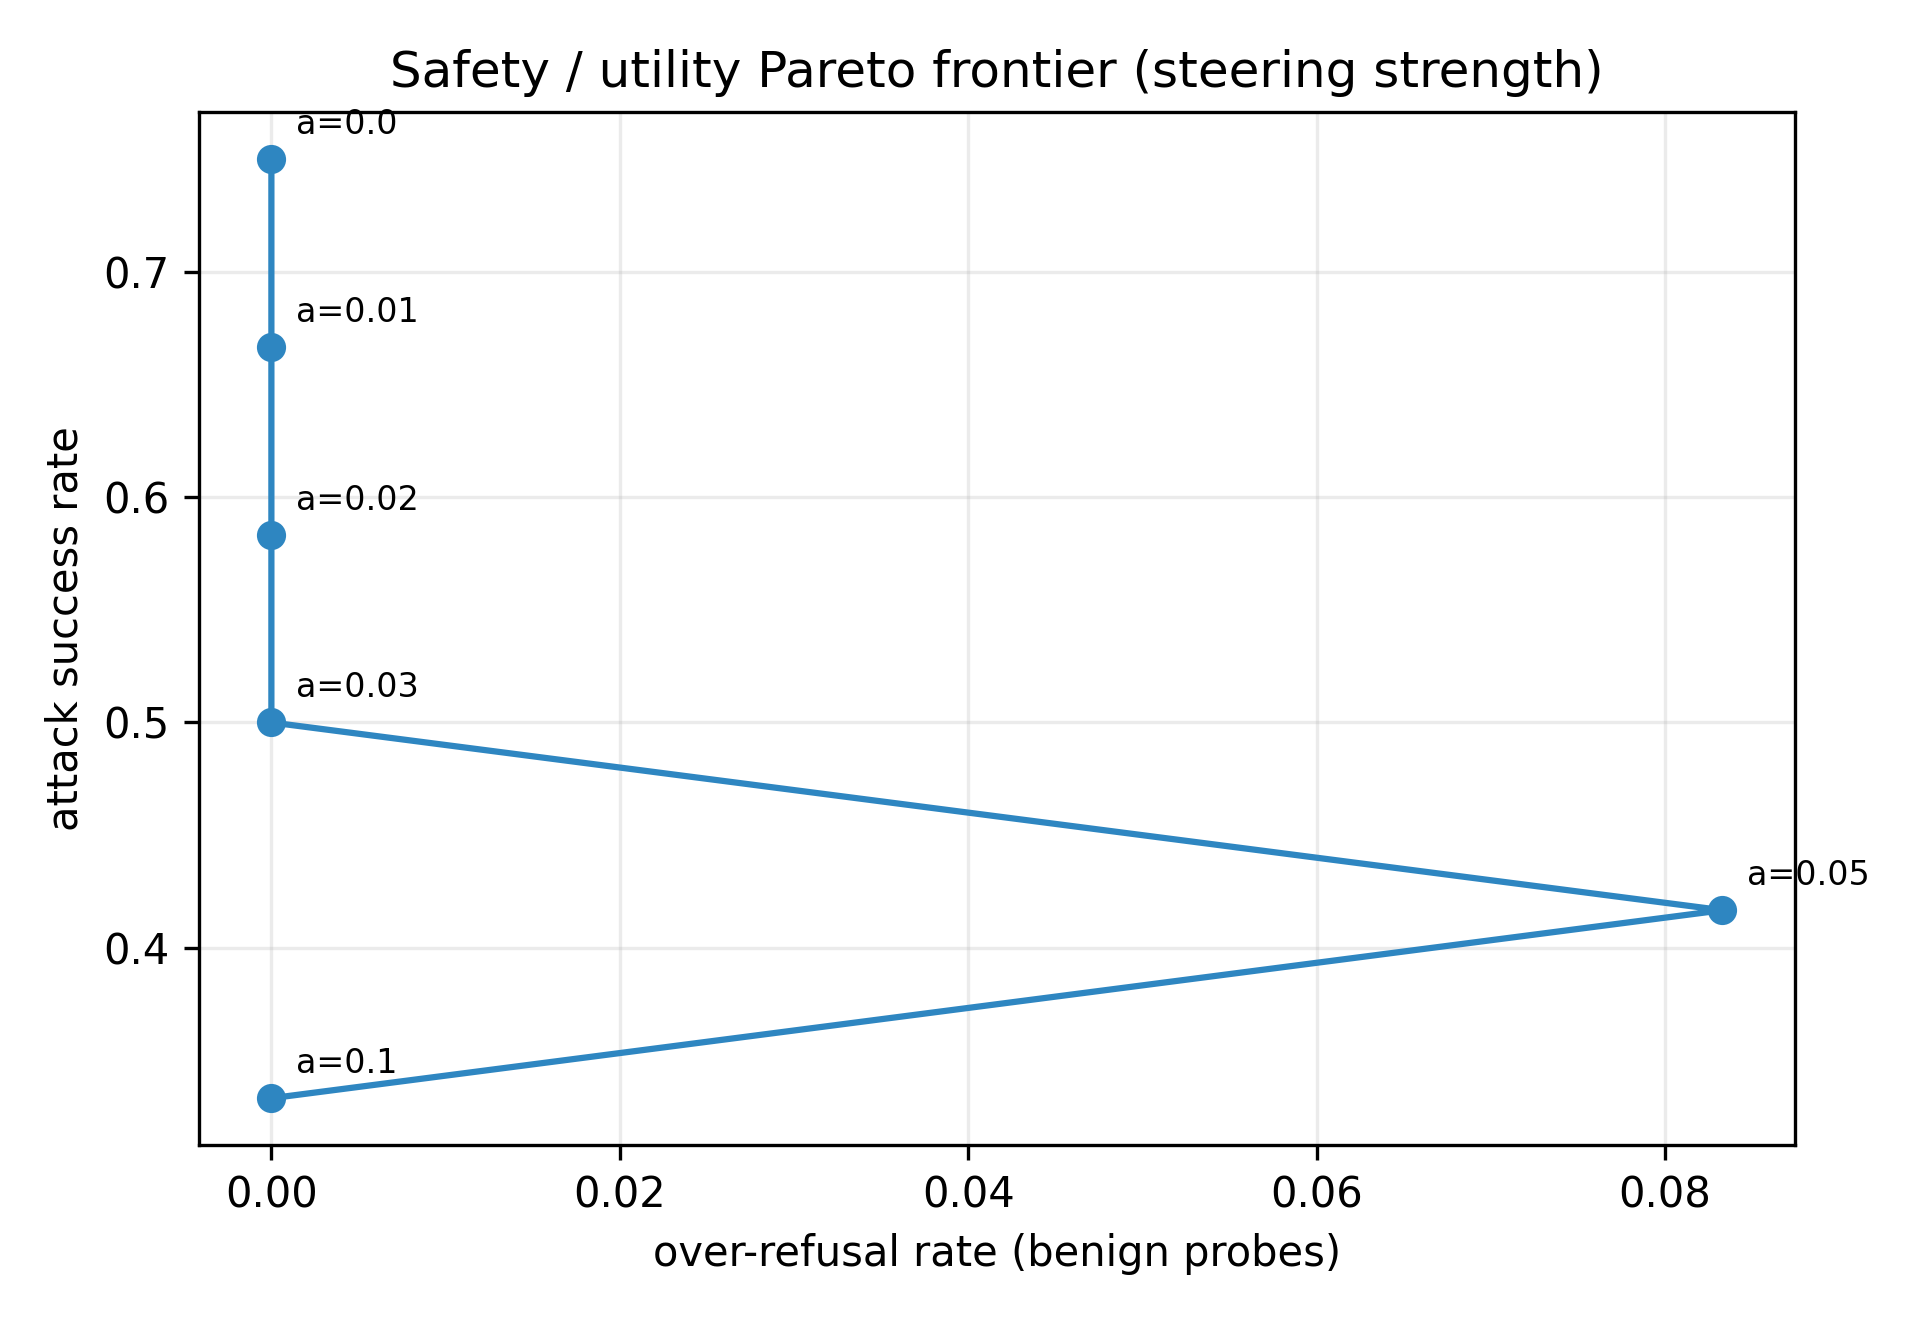 Safety / utility Pareto frontier (steering strength)
a=0.0
0.7
a=0.01
0.6
a=0.02
attack success rate
a=0.03
0.5
a=0.05
0.4
a=0.1
0.00 0.02 0.04 0.06 0.08
over-refusal rate (benign probes)